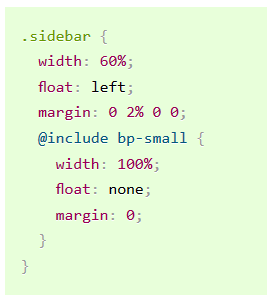 .sidebar {
  width: 60%;
  float: left;
  margin: 0 2% 0 0;
  @include bp-small {
    width: 100%;
    float: none;
    margin: 0;
  }
}